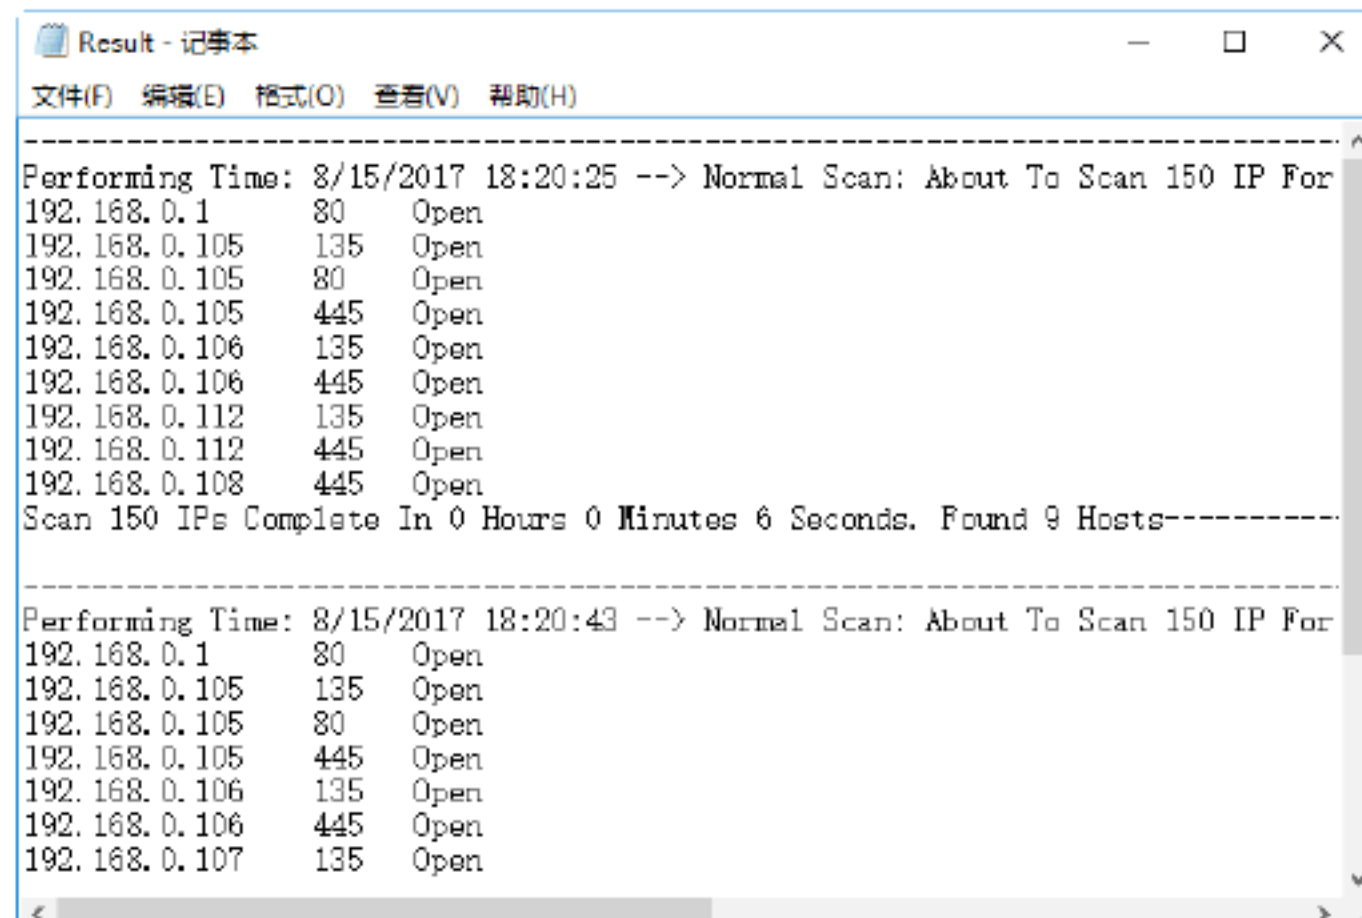 Result - 记事本
文件(F) 编辑(E) 格式(O) 查看(V) 帮助(H)
--------------------------------------------------------------------------------
Performing Time: 8/15/2017 18:20:25 --> Normal Scan: About To Scan 150 IP For
192.168.0.1 80 Open
192.168.0.105 135 Open
192.168.0.105 80 Open
192.168.0.105 445 Open
192.168.0.106 135 Open
192.168.0.106 445 Open
192.168.0.112 135 Open
192.168.0.112 445 Open
192.168.0.108 445 Open
Scan 150 IPs Complete In 0 Hours 0 Minutes 6 Seconds. Found 9 Hosts----------
--------------------------------------------------------------------------------
Performing Time: 8/15/2017 18:20:43 --> Normal Scan: About To Scan 150 IP For
192.168.0.1 80 Open
192.168.0.105 135 Open
192.168.0.105 80 Open
192.168.0.105 445 Open
192.168.0.106 135 Open
192.168.0.106 445 Open
192.168.0.107 135 Open